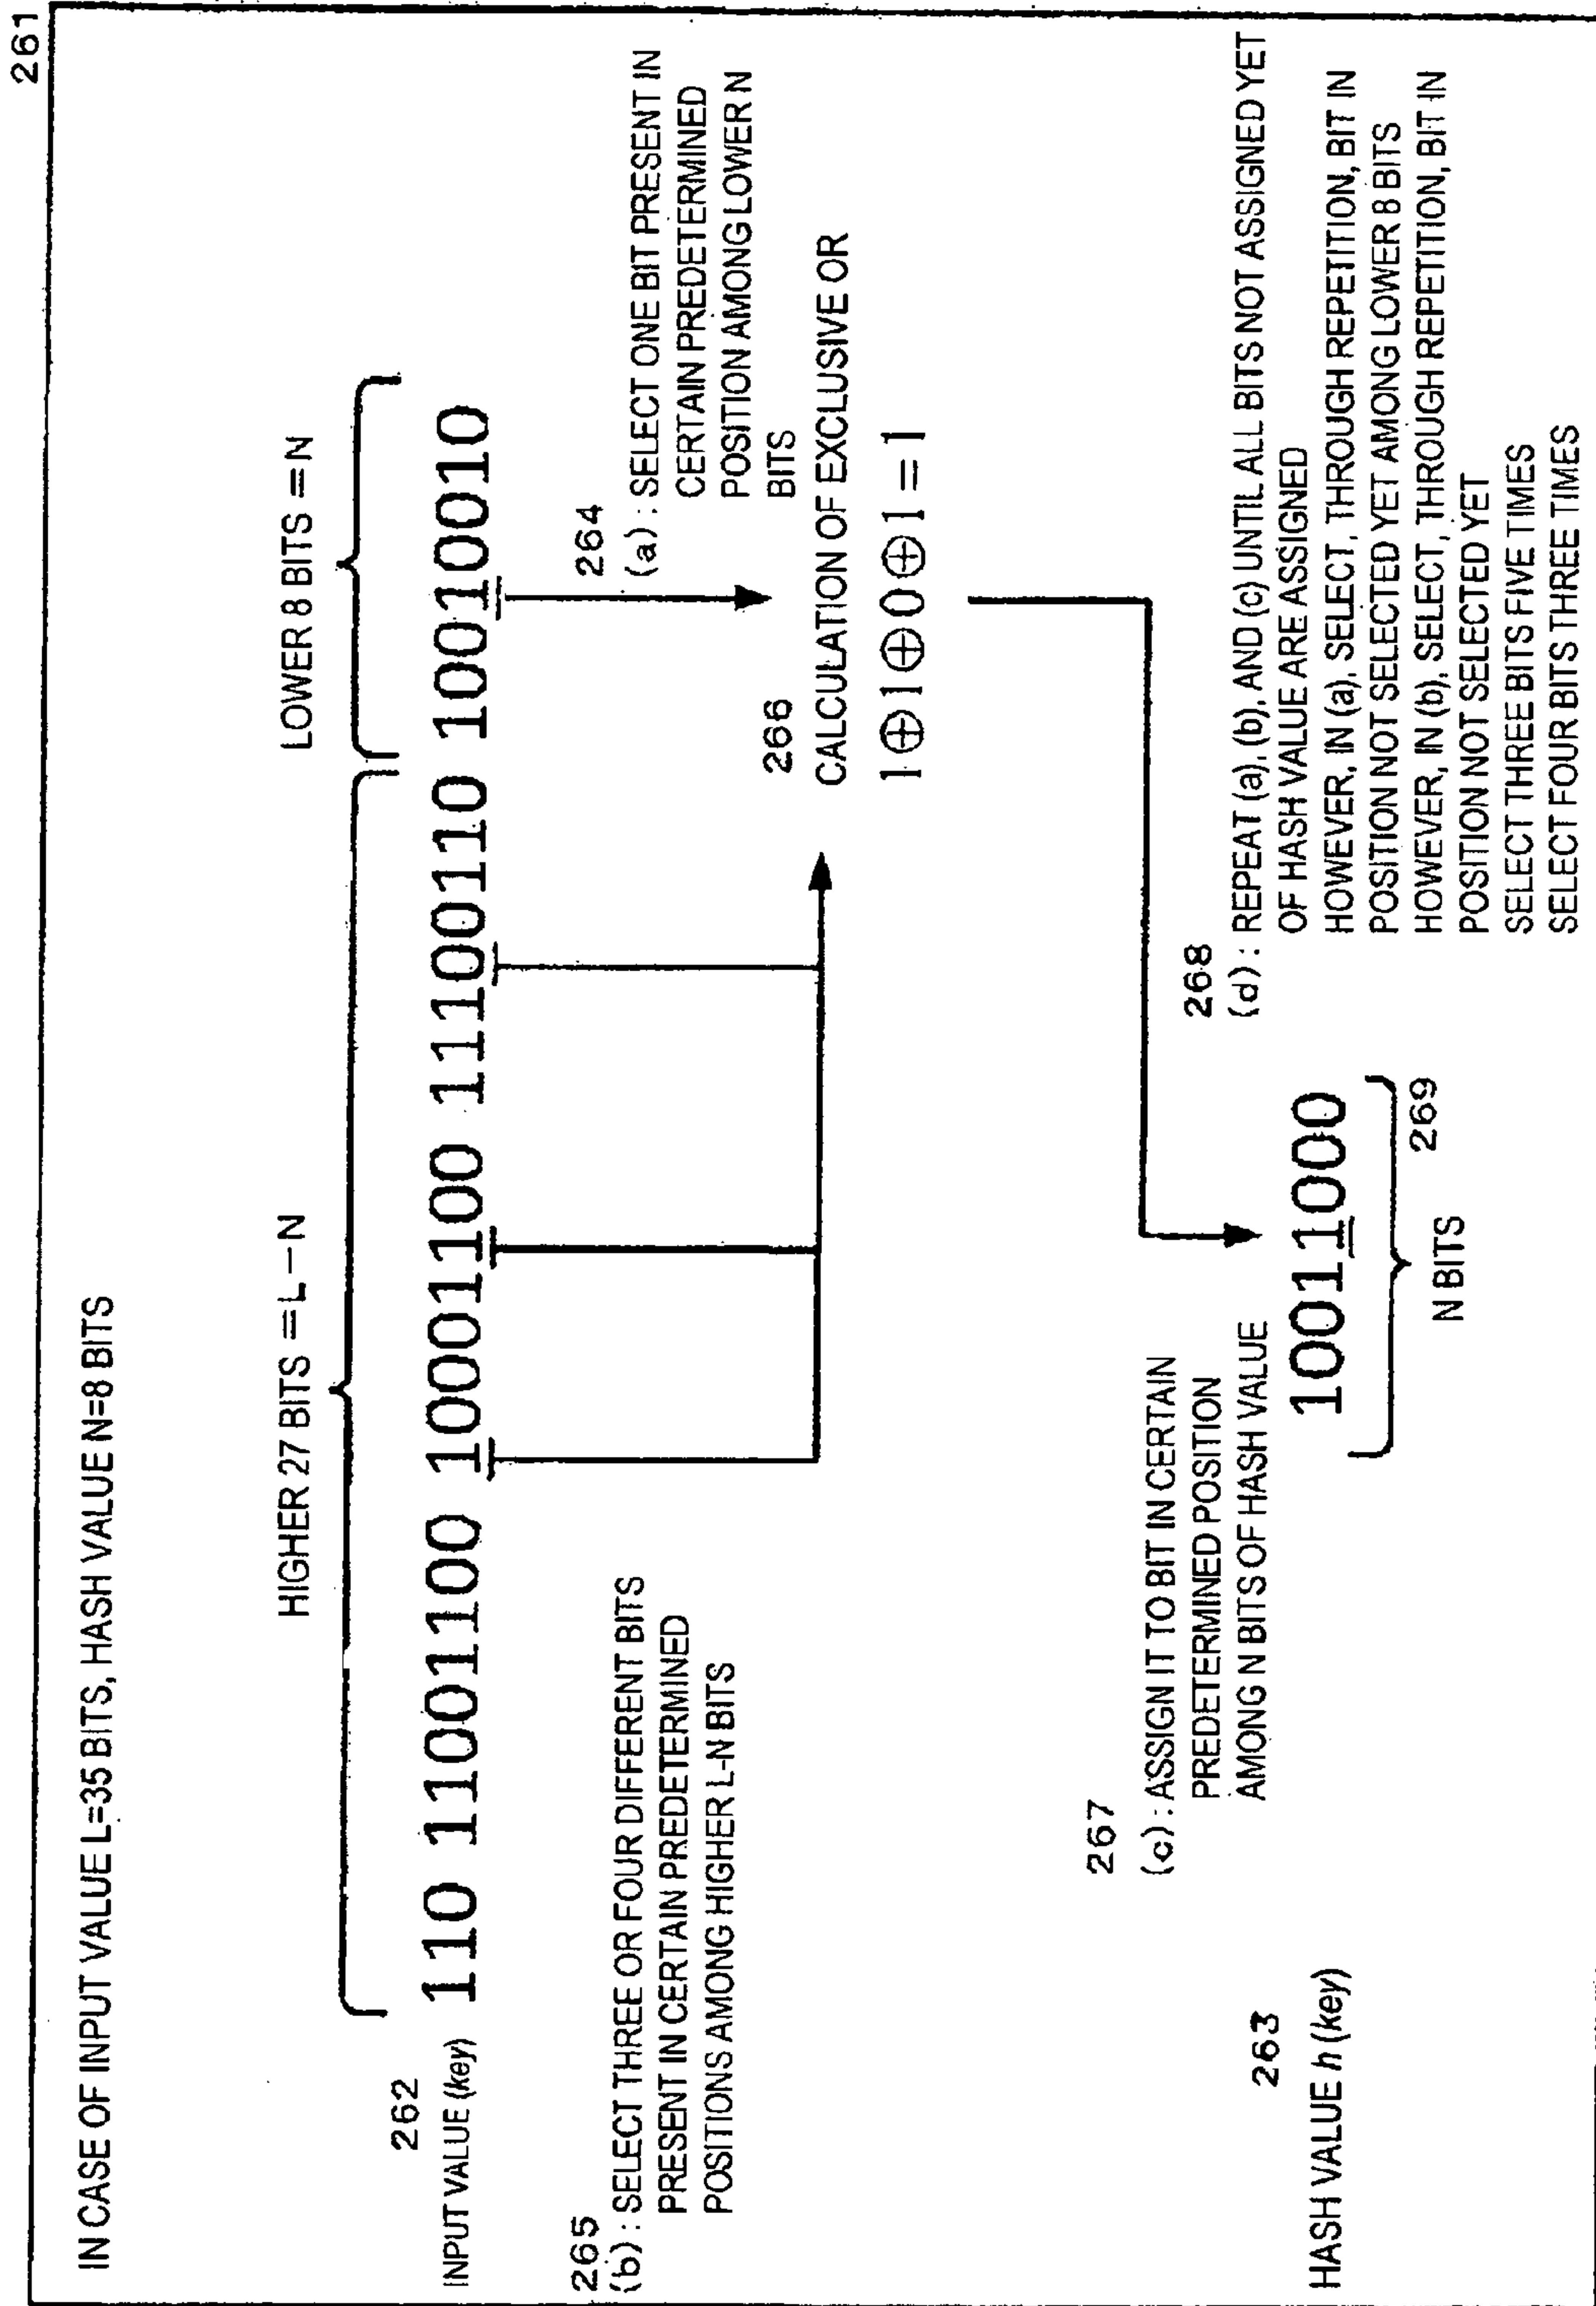 261
IN CASE OF INPUT VALUE L=35 BITS, HASH VALUE N=8 BITS
HIGHER 27 BITS =L-N
LOWER 8 BITS =N
262
INPUT VALUE (key)
110 11001100 10001100 11100110 10010010
264
(a) : SELECT ONE BIT PRESENT IN
CERTAIN PREDETERMINED
POSITION AMONG LOWER N
BITS
265
(b) : SELECT THREE OR FOUR DIFFERENT BITS
PRESENT IN CERTAIN PREDETERMINED
POSITIONS AMONG HIGHER L-N BITS
266
CALCULATION OF EXCLUSIVE OR
1⊕1⊕0⊕1=1
267
(c) : ASSIGN IT TO BIT IN CERTAIN
PREDETERMINED POSITION
AMONG N BITS OF HASH VALUE
268
(d) : REPEAT (a), (b), AND (c) UNTIL ALL BITS NOT ASSIGNED YET
OF HASH VALUE ARE ASSIGNED
HOWEVER, IN (a), SELECT, THROUGH REPETITION, BIT IN
POSITION NOT SELECTED YET AMONG LOWER 8 BITS
HOWEVER, IN (b), SELECT, THROUGH REPETITION, BIT IN
POSITION NOT SELECTED YET
SELECT THREE BITS FIVE TIMES
SELECT FOUR BITS THREE TIMES
263
HASH VALUE h (key)
10011000
269
N BITS